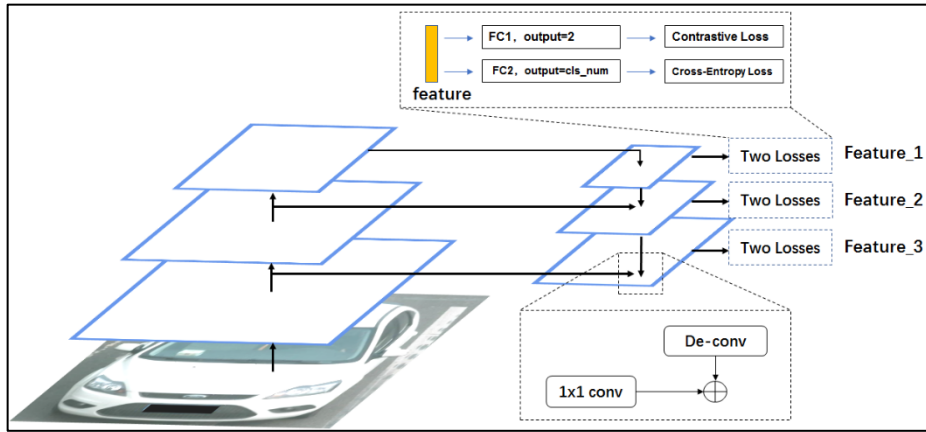 FC1, output=2
Contrastive Loss
FC2, output=cls_num
Cross-Entropy Loss
feature
Two Losses
Feature_1
Two Losses
Feature_2
Two Losses
Feature_3
De-conv
1x1 conv